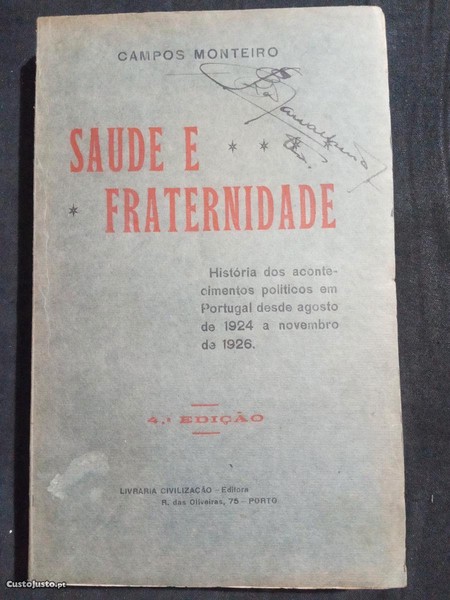 CAMPOS MONTEIRO
SAUDE E * * * *
* FRATERNIDADE
História dos aconte-
cimentos politicos em
Portugal desde agosto
de 1924 a novembro
de 1926.
4.ª EDIÇÃO
LIVRARIA CIVILIZAÇÃO - Editora
R. das Oliveiras, 75 - PORTO
CustoJusto.pt